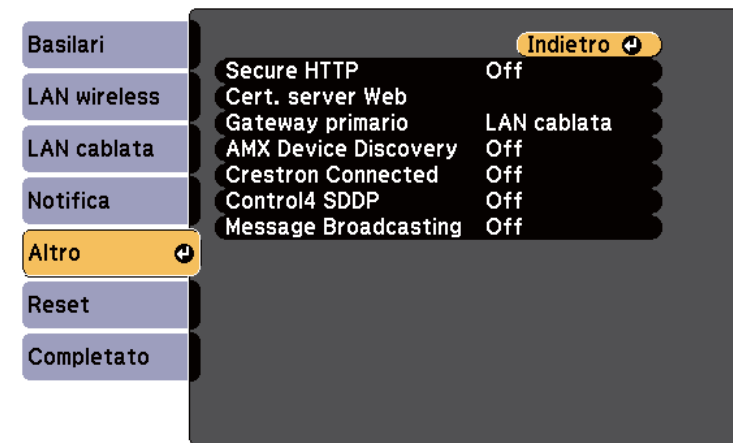 Basilari
LAN wireless
LAN cablata
Notifica
Altro
Reset
Completato
Indietro
Secure HTTP Off
Cert. server Web
Gateway primario LAN cablata
AMX Device Discovery Off
Crestron Connected Off
Control4 SDDP Off
Message Broadcasting Off